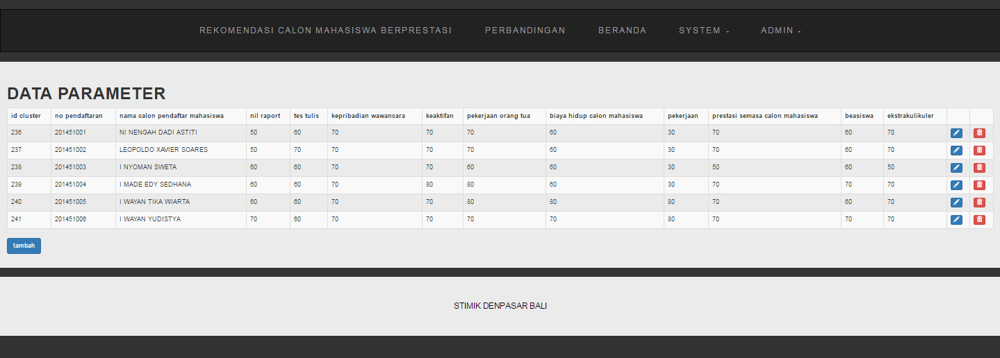 REKOMENDASI CALON MAHASISWA BERPRESTASI PERBANDINGAN BERANDA SYSTEM ADMIN
DATA PARAMETER
id cluster no pendaftaran nama calon pendaftar mahasiswa nil raport tes tulis kepribadian wawancara keaktifan pekerjaan orang tua biaya hidup calon mahasiswa pekerjaan prestasi semasa calon mahasiswa beasiswa ekstrakulikuler
236 201451001 NI NENGAH DADI ASTITI 50 60 70 70 70 60 30 70 60 70
237 201451002 LEOPOLDO XAVIER SOARES 50 70 70 70 70 60 30 70 60 70
238 201451003 I NYOMAN SWETA 60 60 70 70 60 60 30 50 60 50
239 201451004 I MADE EDY SEDHANA 60 60 70 80 80 60 30 70 70 70
240 201451005 I WAYAN TIKA WIARTA 60 60 70 70 80 80 80 70 60 70
241 201451006 I WAYAN YUDISTYA 70 60 70 70 70 70 80 70 70 70
tambah
STIMIK DENPASAR BALI